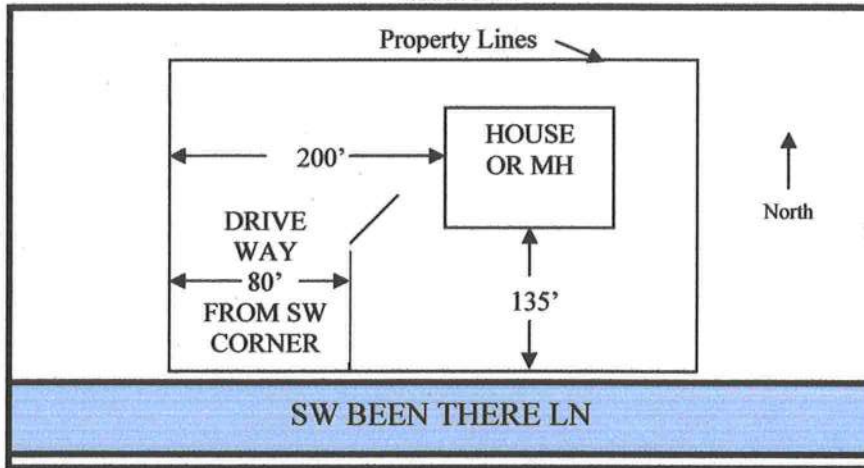 Property Lines
HOUSE
OR MH
200’
North
DRIVE
WAY
80’
FROM SW
CORNER
135’
SW BEEN THERE LN